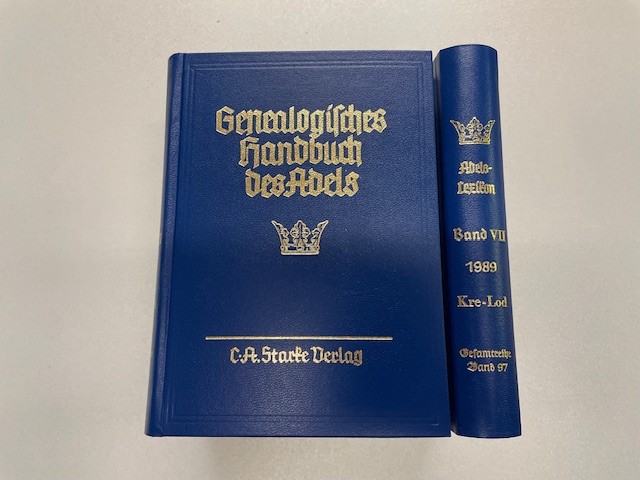 Genealogisches
Handbuch
des Adels
C. A. Starke Verlag
Adels-
Lexikon
Band VII
1989
Kre-Lod
Gesamtreihe
Band 97